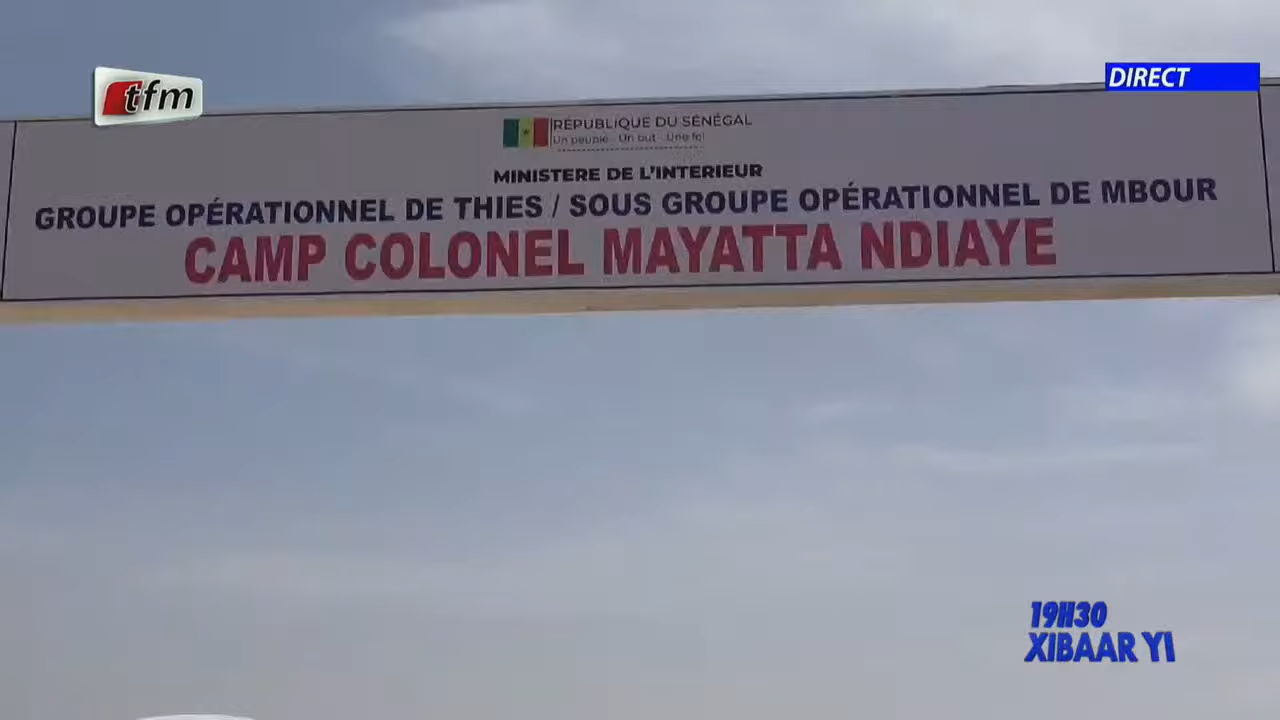 tfm
DIRECT
RÉPUBLIQUE DU SÉNÉGAL
Un peuple - Un but - Une foi
MINISTERE DE L'INTERIEUR
GROUPE OPÉRATIONNEL DE THIES / SOUS GROUPE OPÉRATIONNEL DE MBOUR
CAMP COLONEL MAYATTA NDIAYE
19H30
XIBAAR YI